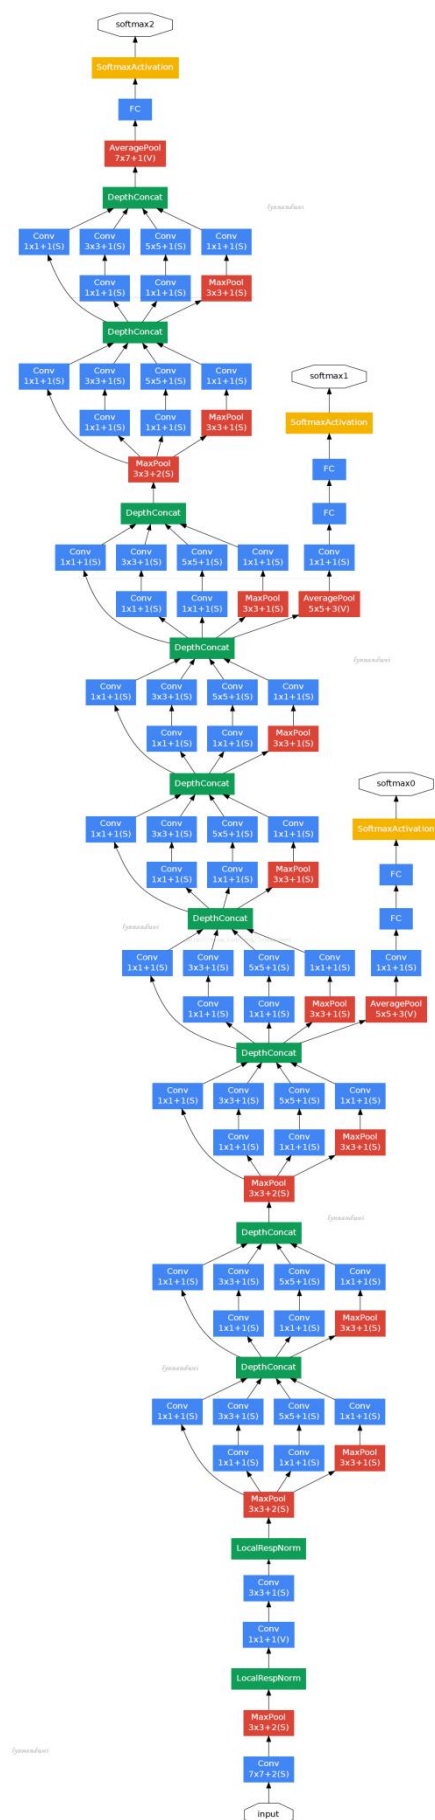 softmax2
SoftmaxActivation
FC
AveragePool
7x7+1(V)
DepthConcat
Conv
1x1+1(S)
Conv
3x3+1(S)
Conv
5x5+1(S)
Conv
1x1+1(S)
Conv
1x1+1(S)
Conv
1x1+1(S)
MaxPool
3x3+1(S)
DepthConcat
Conv
1x1+1(S)
Conv
3x3+1(S)
Conv
5x5+1(S)
Conv
1x1+1(S)
softmax1
Conv
1x1+1(S)
Conv
1x1+1(S)
MaxPool
3x3+1(S)
SoftmaxActivation
MaxPool
3x3+2(S)
FC
DepthConcat
FC
Conv
1x1+1(S)
Conv
3x3+1(S)
Conv
5x5+1(S)
Conv
1x1+1(S)
Conv
1x1+1(S)
Conv
1x1+1(S)
Conv
1x1+1(S)
MaxPool
3x3+1(S)
AveragePool
5x5+3(V)
DepthConcat
Conv
1x1+1(S)
Conv
3x3+1(S)
Conv
5x5+1(S)
Conv
1x1+1(S)
Conv
1x1+1(S)
Conv
1x1+1(S)
MaxPool
3x3+1(S)
DepthConcat
softmax0
Conv
1x1+1(S)
Conv
3x3+1(S)
Conv
5x5+1(S)
Conv
1x1+1(S)
SoftmaxActivation
Conv
1x1+1(S)
Conv
1x1+1(S)
MaxPool
3x3+1(S)
FC
DepthConcat
FC
Conv
1x1+1(S)
Conv
3x3+1(S)
Conv
5x5+1(S)
Conv
1x1+1(S)
Conv
1x1+1(S)
Conv
1x1+1(S)
Conv
1x1+1(S)
MaxPool
3x3+1(S)
AveragePool
5x5+3(V)
DepthConcat
Conv
1x1+1(S)
Conv
3x3+1(S)
Conv
5x5+1(S)
Conv
1x1+1(S)
Conv
1x1+1(S)
Conv
1x1+1(S)
MaxPool
3x3+1(S)
MaxPool
3x3+2(S)
DepthConcat
Conv
1x1+1(S)
Conv
3x3+1(S)
Conv
5x5+1(S)
Conv
1x1+1(S)
Conv
1x1+1(S)
Conv
1x1+1(S)
MaxPool
3x3+1(S)
DepthConcat
Conv
1x1+1(S)
Conv
3x3+1(S)
Conv
5x5+1(S)
Conv
1x1+1(S)
Conv
1x1+1(S)
Conv
1x1+1(S)
MaxPool
3x3+1(S)
MaxPool
3x3+2(S)
LocalRespNorm
Conv
3x3+1(S)
Conv
1x1+1(V)
LocalRespNorm
MaxPool
3x3+2(S)
Conv
7x7+2(S)
input